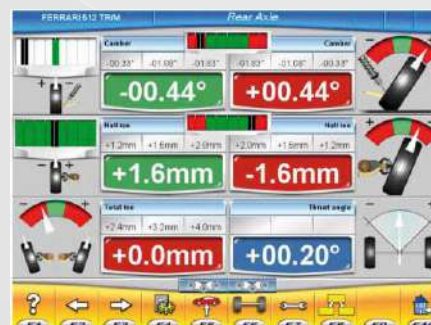 FERRARI 512 TR/M Rear Axle
Camber Camber
-00.33° -01.08° -01.83° -01.83° -01.08° -00.33°
-00.44° +00.44°
Half toe Half toe
+1.2mm +1.6mm +2.0mm +2.0mm +1.6mm +1.2mm
+1.6mm -1.6mm
Total toe Thrust angle
+2.4mm +3.2mm +4.0mm
+0.0mm +00.20°
?